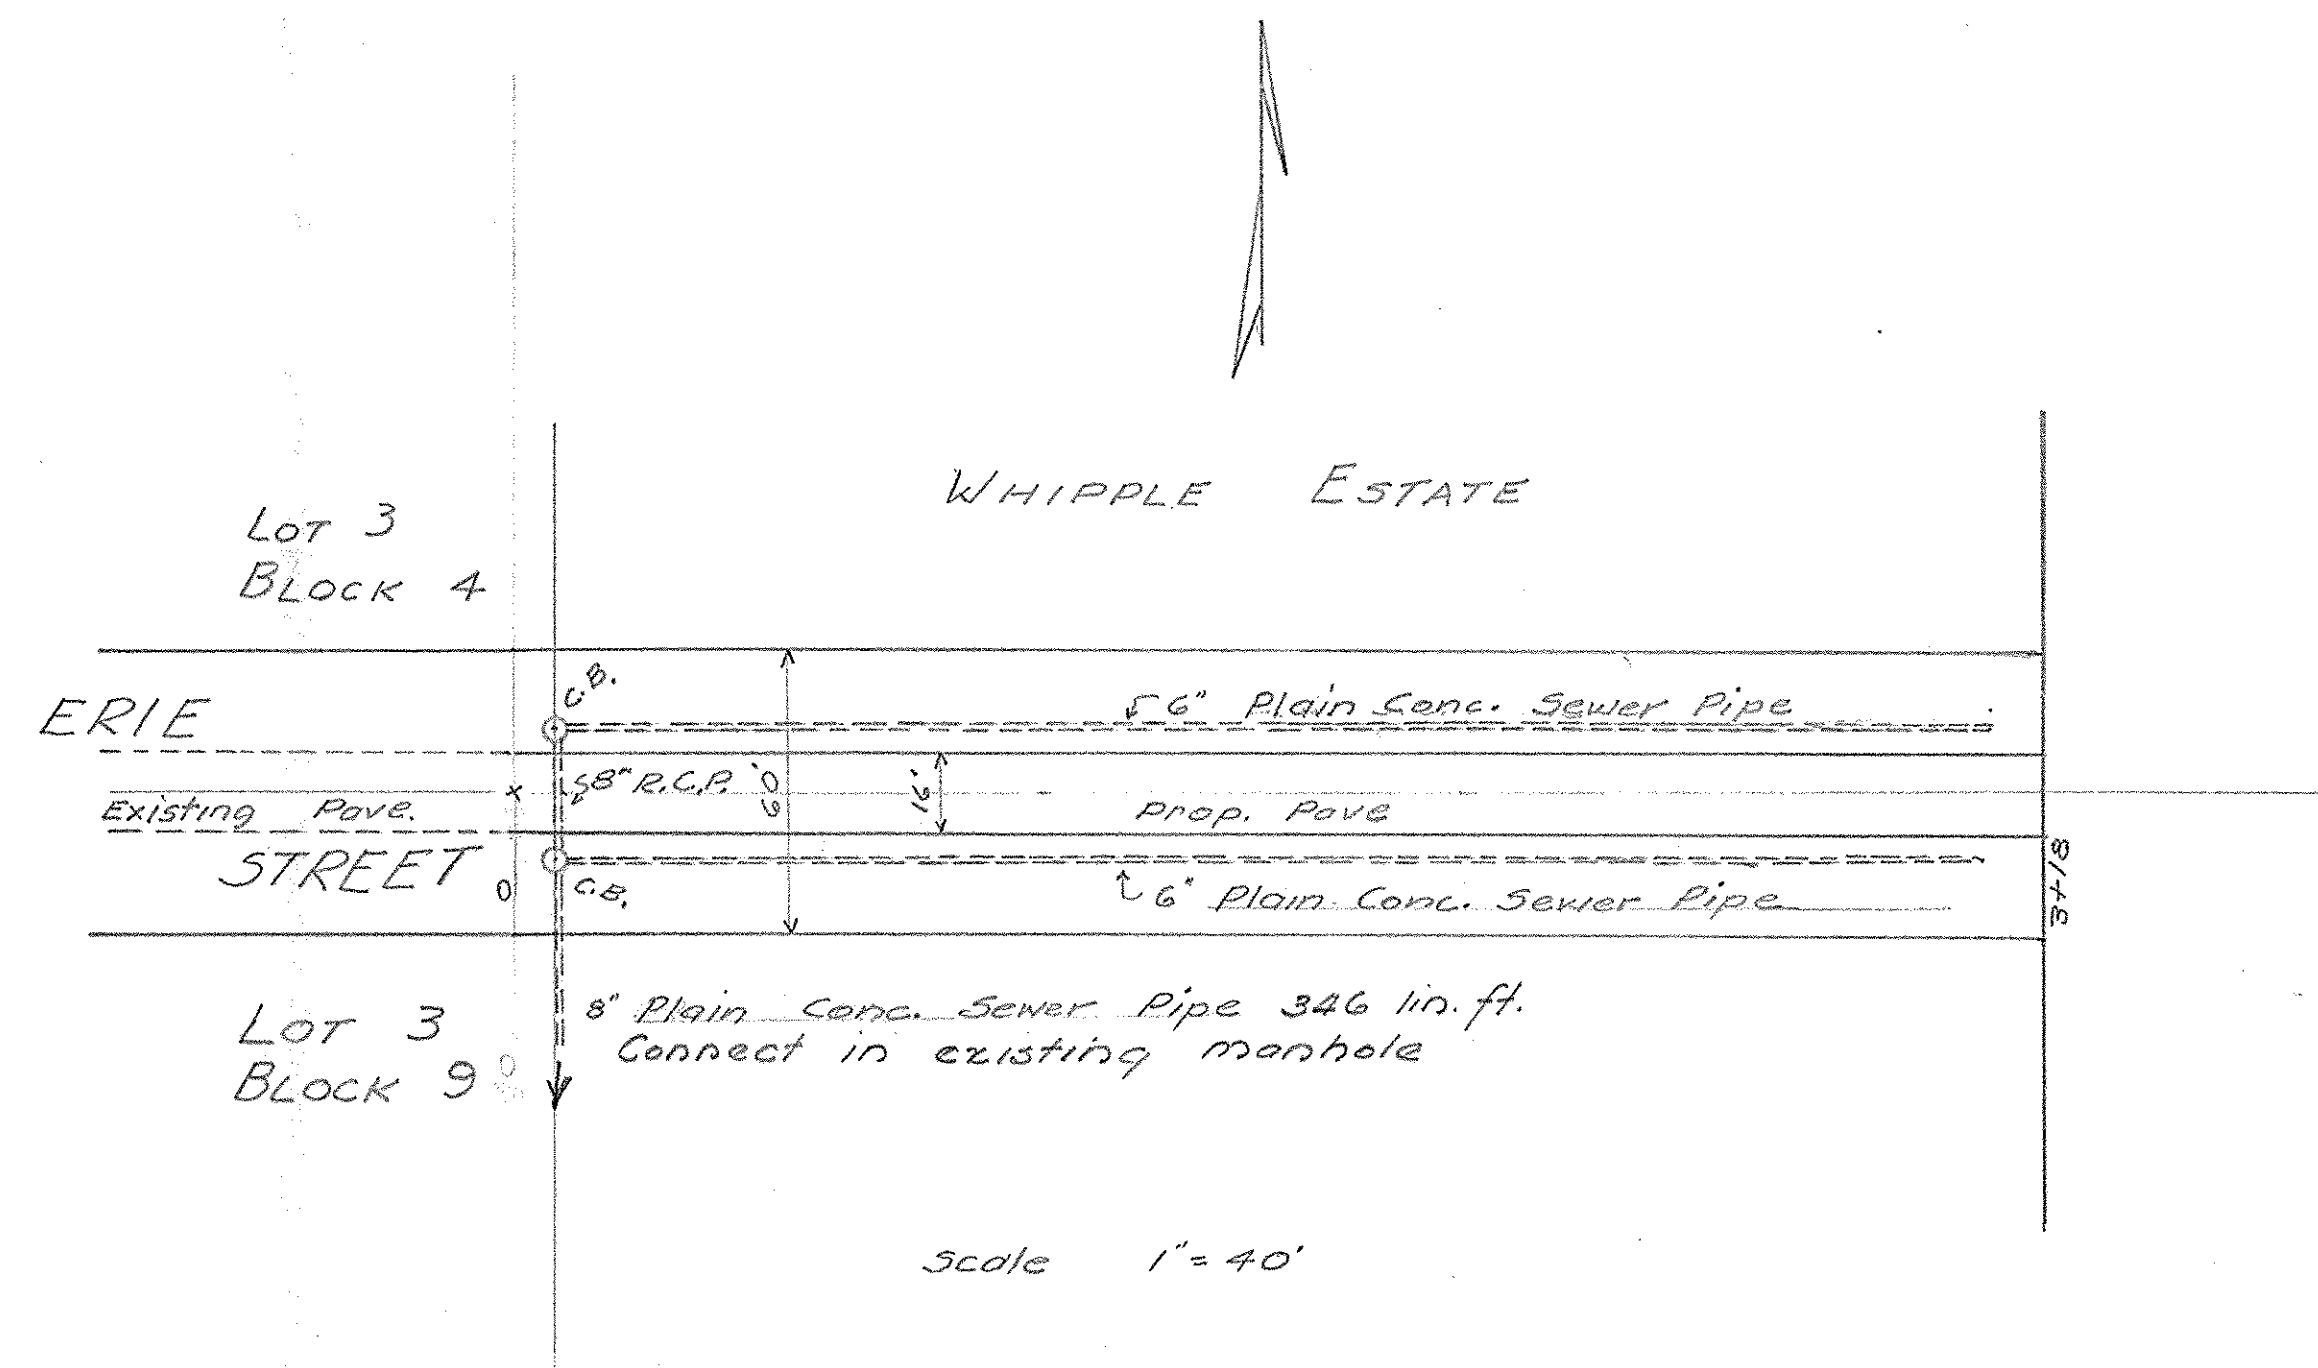 WHIPPLE ESTATE
LOT 3
BLOCK 4
C.B.
ERIE
6" Plain Conc. Sewer Pipe
8" R.C.P.
60'
16'
Existing Pave.
Prop. Pave
STREET
0
C.B.
6" Plain Conc. Sewer Pipe
3+18
LOT 3
BLOCK 9
8" Plain Conc. Sewer Pipe 346 lin. ft.
Connect in existing manhole
Scale 1" = 40'